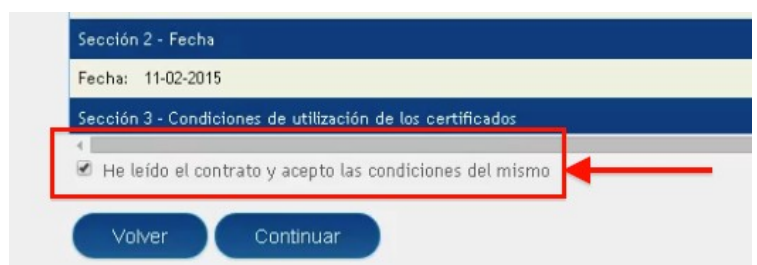 Sección 2 - Fecha
Fecha: 11-02-2015
Sección 3 - Condiciones de utilización de los certificados
He leído el contrato y acepto las condiciones del mismo
Volver Continuar